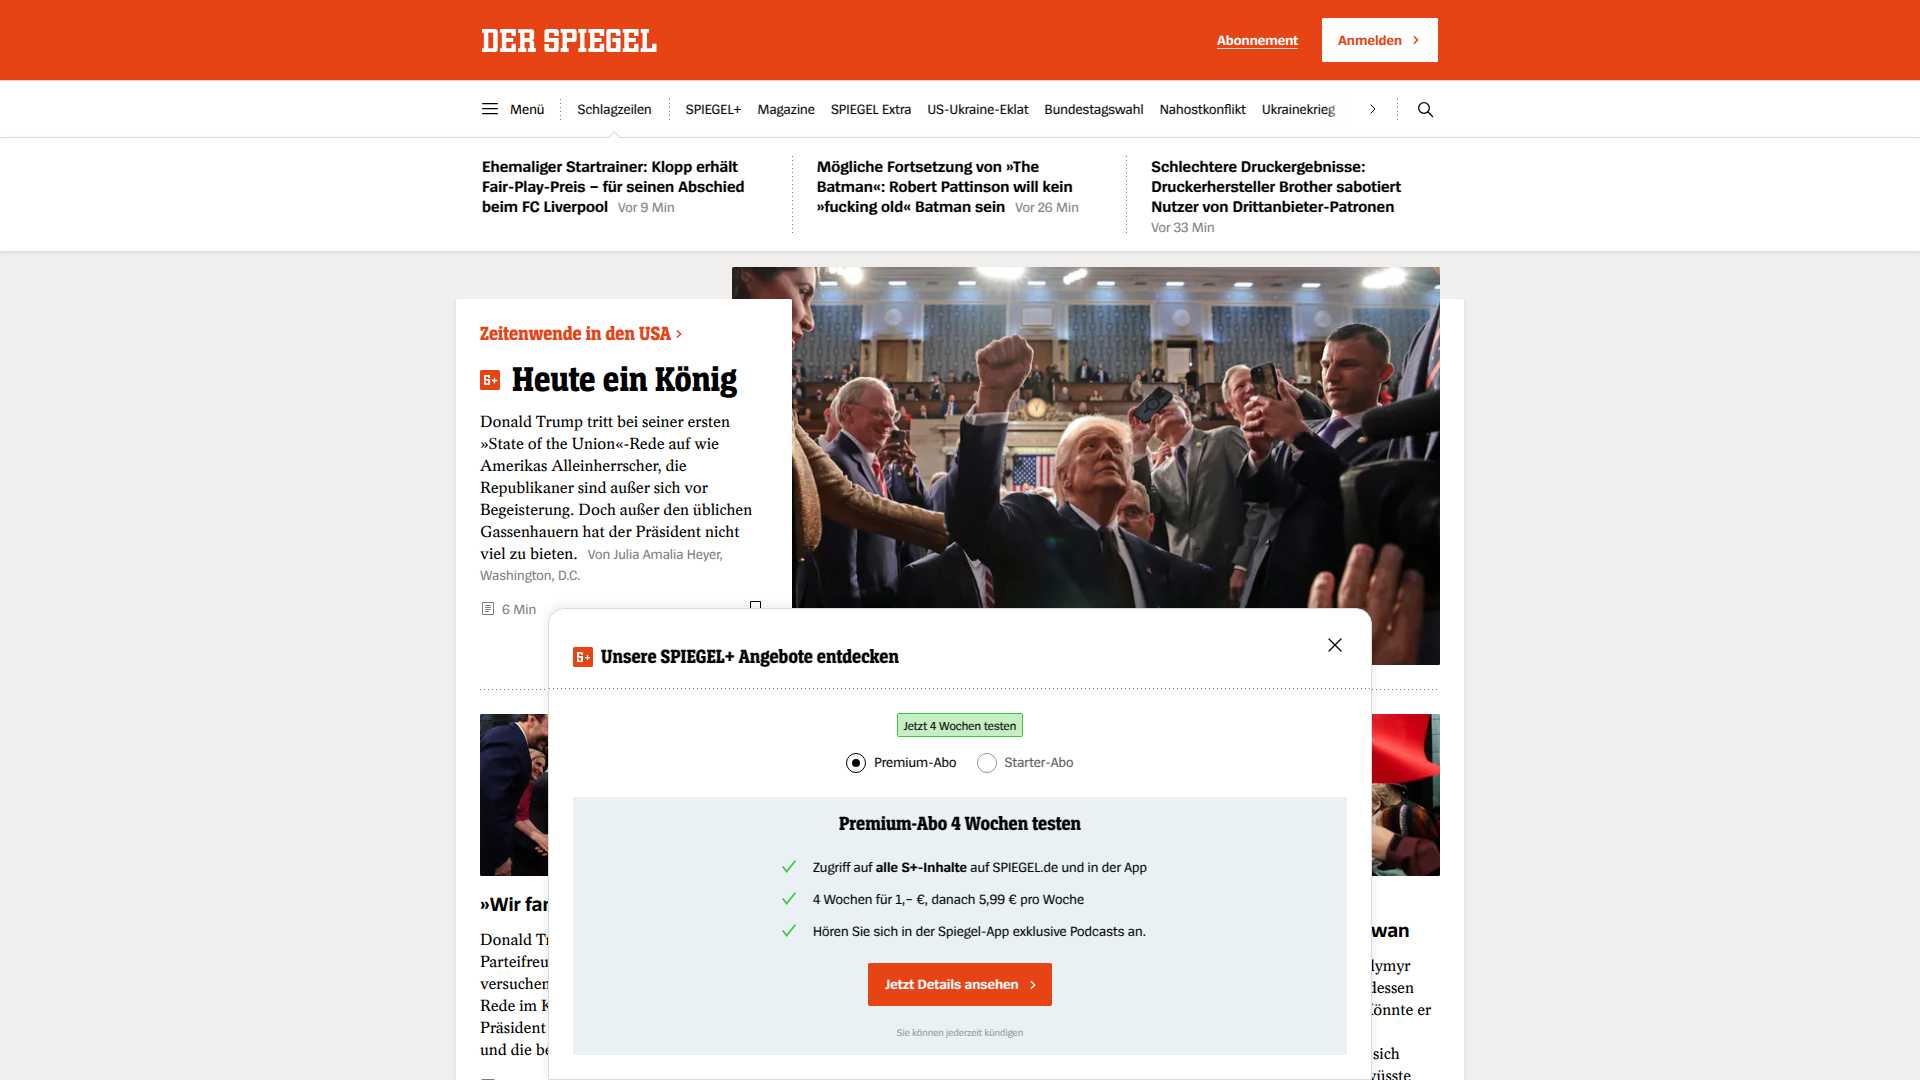 DER SPIEGEL
Abonnement
Anmelden
Menü
Schlagzeilen
SPIEGEL+
Magazine
SPIEGEL Extra
US-Ukraine-Eklat
Bundestagswahl
Nahostkonflikt
Ukrainekrieg
Ehemaliger Startrainer: Klopp erhält
Fair-Play-Preis – für seinen Abschied
beim FC Liverpool Vor 9 Min
Mögliche Fortsetzung von »The
Batman«: Robert Pattinson will kein
»fucking old« Batman sein Vor 26 Min
Schlechtere Druckergebnisse:
Druckerhersteller Brother sabotiert
Nutzer von Drittanbieter-Patronen
Vor 33 Min
Zeitenwende in den USA
S+ Heute ein König
Donald Trump tritt bei seiner ersten
»State of the Union«-Rede auf wie
Amerikas Alleinherrscher, die
Republikaner sind außer sich vor
Begeisterung. Doch außer den üblichen
Gassenhauern hat der Präsident nicht
viel zu bieten. Von Julia Amalia Heyer,
Washington, D.C.
6 Min
S+ Unsere SPIEGEL+ Angebote entdecken
Jetzt 4 Wochen testen
Premium-Abo
Starter-Abo
Premium-Abo 4 Wochen testen
Zugriff auf alle S+-Inhalte auf SPIEGEL.de und in der App
4 Wochen für 1,– €, danach 5,99 € pro Woche
Hören Sie sich in der Spiegel-App exklusive Podcasts an.
Jetzt Details ansehen
Sie können jederzeit kündigen
»Wir
Donald
versuchen
Rede im
Präsident
und die
dessen
er
sich